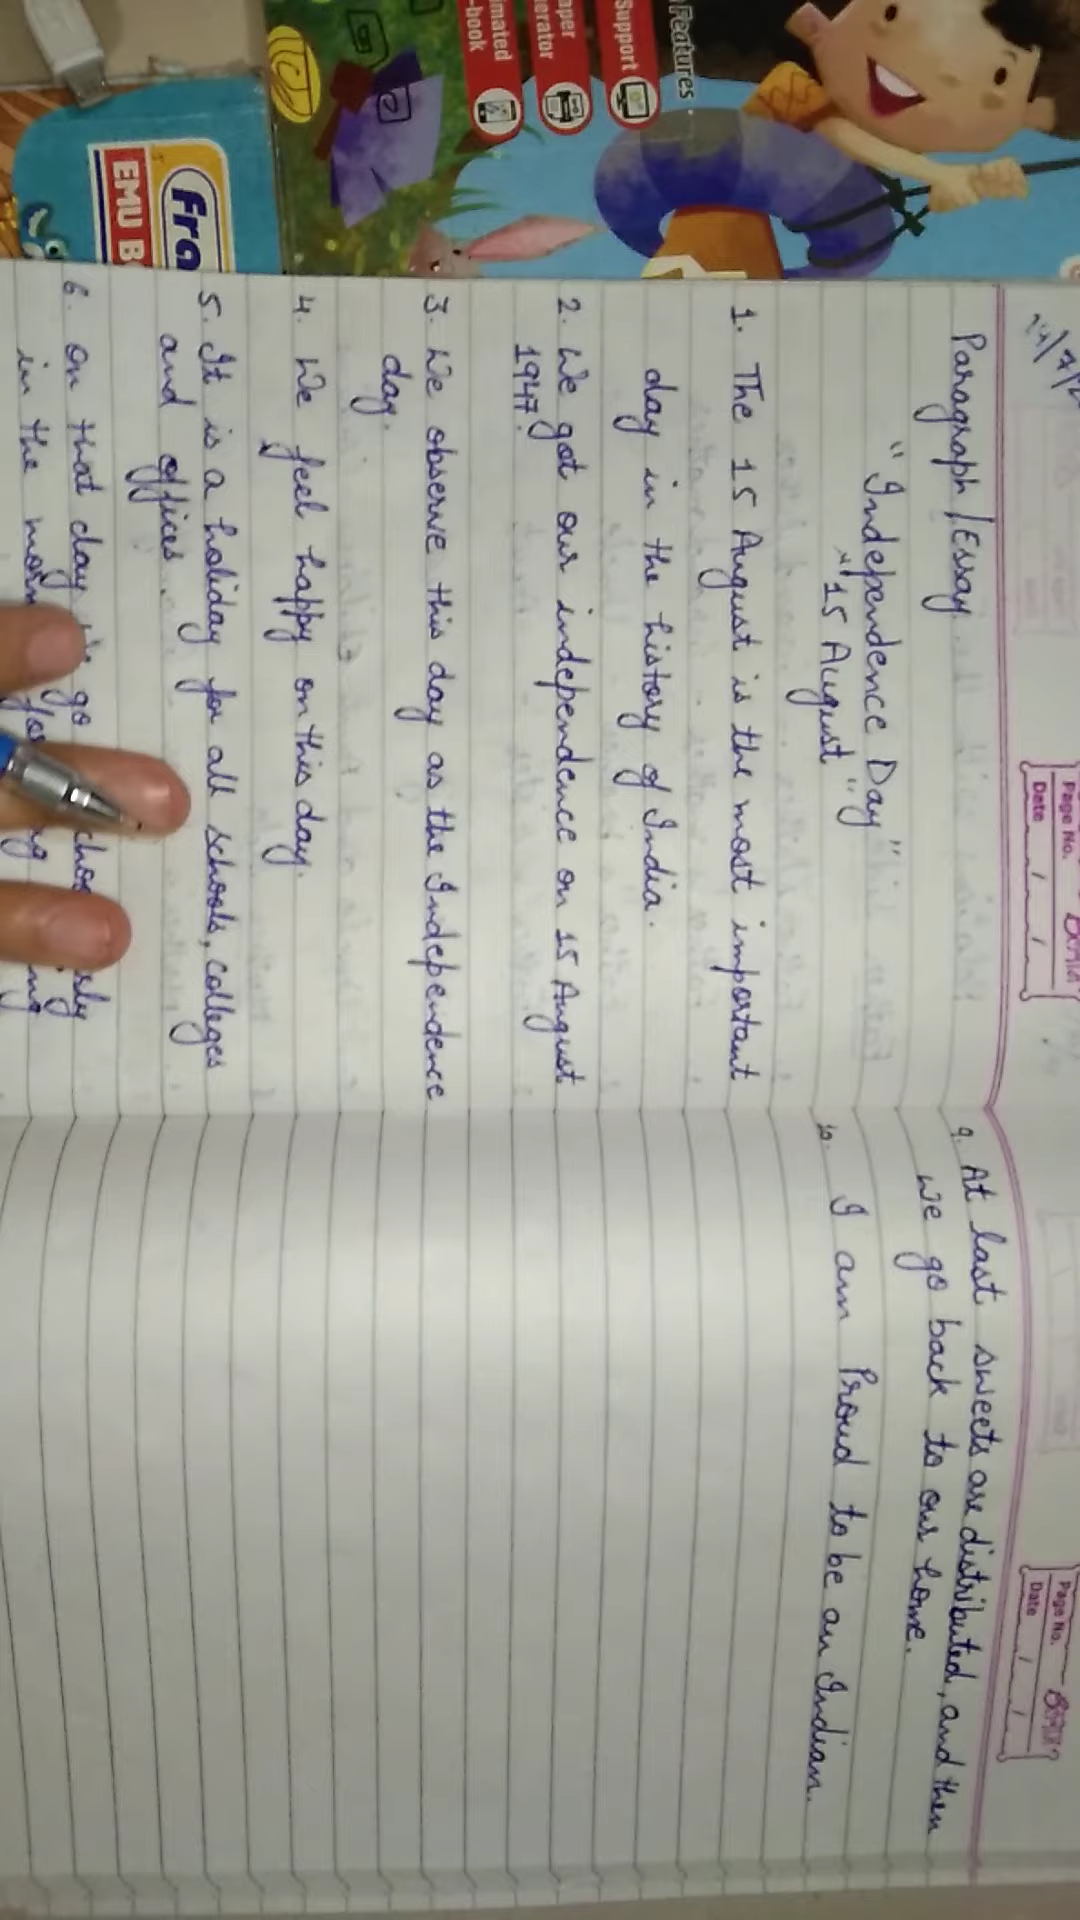 Features
Support
mated
-book
EMU B
Page No.
Date
Paragraph / Essay
"Independence Day"
"15 August"
1. The 15 August is the most important
day in the history of India.
2. We got our independence on 15 August
1947.
3. We observe this day as the Independence
day.
4. We feel happy on this day.
5. It is a holiday for all schools, colleges
and offices.
6. On that day go
in the
Page No.
Date
9. At last sweets are distributed, and then
we go back to our home.
10. I am Proud to be an Indian.